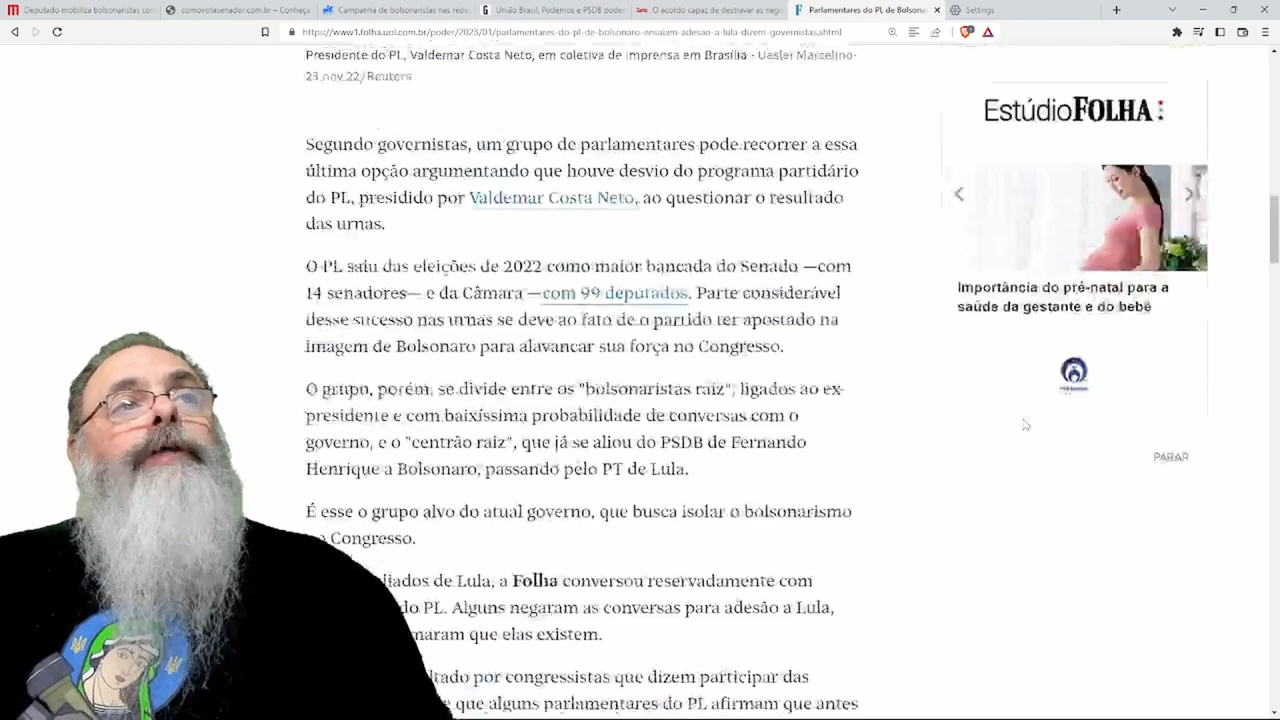 Deputado mobiliza bolsonaristas con
comovotasenador.com.br – Conheça
Campanha de bolsonaristas nas rede
União Brasil, Podemos e PSDB podem
O acordo capaz de destravar as nego
Parlamentares do PL de Bolsonar
Settings
https://www1.folha.uol.com.br/poder/2023/01/parlamentares-do-pl-de-bolsonaro-ensaiam-adesao-a-lula-dizem-governistas.shtml
Presidente do PL, Valdemar Costa Neto, em coletiva de imprensa em Brasília - Ueslei Marcelino-
23.nov.22/Reuters
Segundo governistas, um grupo de parlamentares pode recorrer a essa
última opção argumentando que houve desvio do programa partidário
do PL, presidido por Valdemar Costa Neto, ao questionar o resultado
das urnas.
O PL saiu das eleições de 2022 como maior bancada do Senado —com
14 senadores— e da Câmara —com 99 deputados. Parte considerável
desse sucesso nas urnas se deve ao fato de o partido ter apostado na
imagem de Bolsonaro para alavancar sua força no Congresso.
O grupo, porém, se divide entre os "bolsonaristas raiz", ligados ao ex-
presidente e com baixíssima probabilidade de conversas com o
governo, e o "centrão raiz", que já se aliou do PSDB de Fernando
Henrique a Bolsonaro, passando pelo PT de Lula.
É esse o grupo alvo do atual governo, que busca isolar o bolsonarismo
Congresso.
liados de Lula, a Folha conversou reservadamente com
do PL. Alguns negaram as conversas para adesão a Lula,
maram que elas existem.
ltado por congressistas que dizem participar das
que alguns parlamentares do PL afirmam que antes
Estúdio FOLHA:
Importância do pré-natal para a
saúde da gestante e do bebê
PARAR